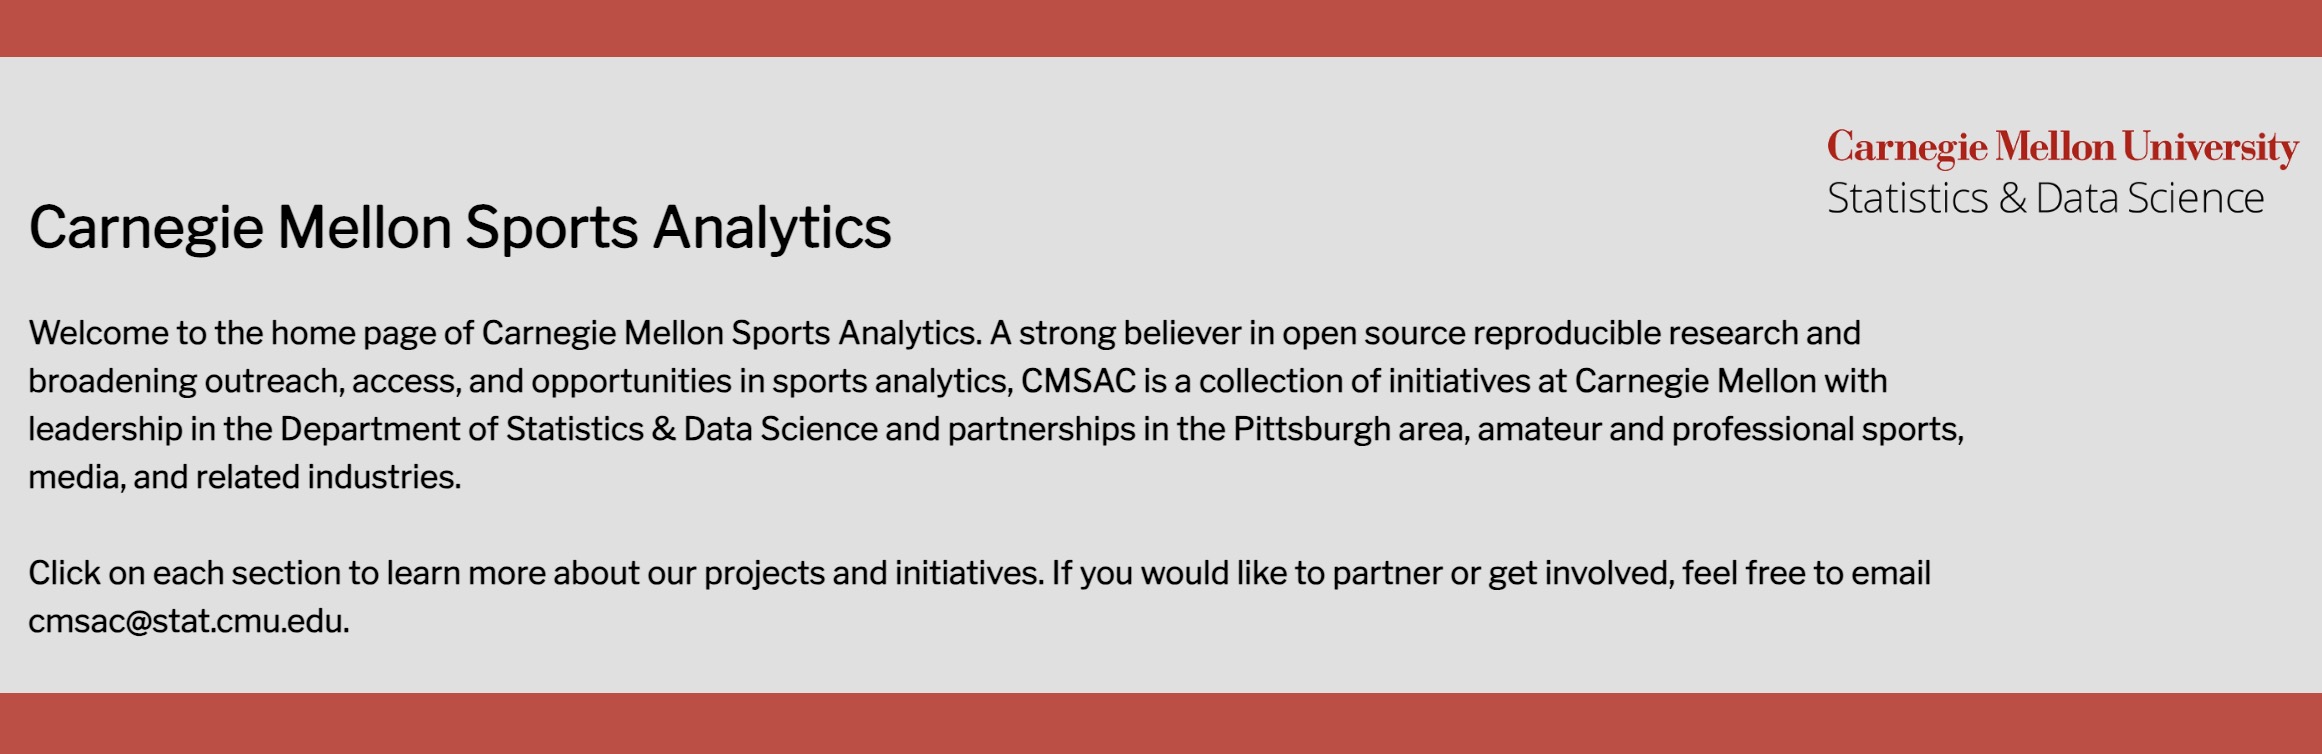 Carnegie Mellon University
Statistics & Data Science
Carnegie Mellon Sports Analytics
Welcome to the home page of Carnegie Mellon Sports Analytics. A strong believer in open source reproducible research and
broadening outreach, access, and opportunities in sports analytics, CMSAC is a collection of initiatives at Carnegie Mellon with
leadership in the Department of Statistics & Data Science and partnerships in the Pittsburgh area, amateur and professional sports,
media, and related industries.
Click on each section to learn more about our projects and initiatives. If you would like to partner or get involved, feel free to email
cmsac@stat.cmu.edu.